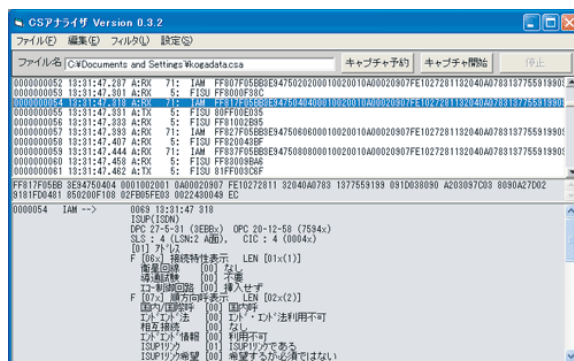 CSアナライザ Version 0.3.2
ファイル(F) 編集(E) フィルタ(L) 設定(S)
ファイル名 C:¥Documents and Settings¥kogadata.csa キャプチャ予約 キャプチャ開始 停止
0000000052 13:31:47.287 A:RX 71: IAM
0000000053 13:31:47.301 A:RX 5: FISU FF8000F38C
0000000054 13:31:47.318 A:RX 71: IAM
0000000055 13:31:47.331 A:TX 5: FISU 80FF00E035
0000000056 13:31:47.333 A:RX 5: FISU FF81002B95
0000000057 13:31:47.393 A:RX 71: IAM
0000000058 13:31:47.407 A:RX 5: FISU FF820043BF
0000000059 13:31:47.444 A:RX 71: IAM
0000000060 13:31:47.458 A:RX 5: FISU FF83009BA6
0000000061 13:31:47.462 A:TX 5: FISU 81FF003C8F
FF817F05BB 3E94750404 0001002001 0A00020907 FE10272811 32040A0783 1377559199 091D038090 A203097C03 8090A27D02
9181FD0481 850200F108 02FB05FE03 0022430049 EC
0000054 IAM --> 0069 13:31:47 318
ISUP(ISDN)
DPC 27-5-31 (3EBBx) OPC 20-12-58 (7594x)
SLS : 4 (LSN:2 A面), CIC : 4 (0004x)
[01] アドレス
F [06x] 接続特性表示 LEN [01x(1)]
衛星回線 [00] なし
導通試験 [00] 不要
エコー制御回路 [00] 挿入せず
F [07x] 順方向呼表示 LEN [02x(2)]
国内/国際呼 [00] 国内呼
エンドエンド法 [00] エンド・エンド法利用不可
相互接続 [00] なし
エンドエンド情報 [00] 利用不可
ISUPリンク [01] ISUPリンクである
ISUPリンク希望 [00] 希望するが必須ではない